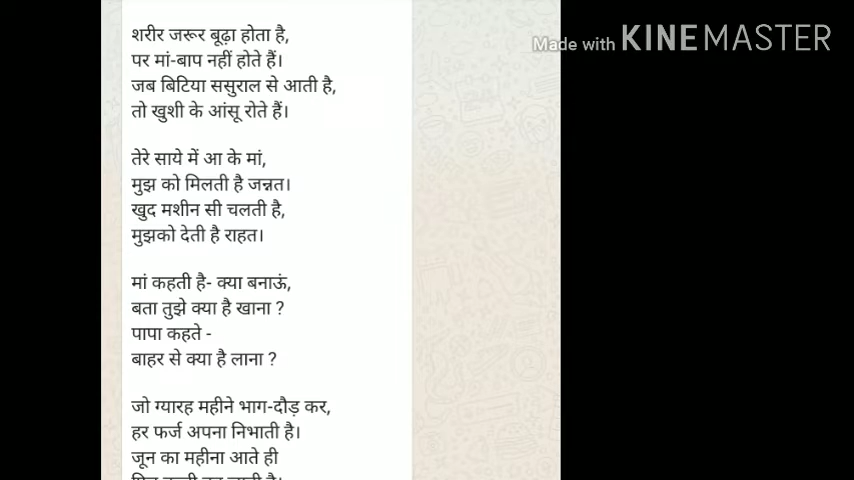 शरीर जरूर बूढ़ा होता है,
पर मां-बाप नहीं होते हैं।
जब बिटिया ससुराल से आती है,
तो खुशी के आंसू रोते हैं।
तेरे साये में आ के मां,
मुझ को मिलती है जन्नत।
खुद मशीन सी चलती है,
मुझको देती है राहत।
मां कहती है- क्या बनाऊं,
बता तुझे क्या है खाना ?
पापा कहते -
बाहर से क्या है लाना ?
जो ग्यारह महीने भाग-दौड़ कर,
हर फर्ज अपना निभाती है।
जून का महीना आते ही
Made with KINEMASTER